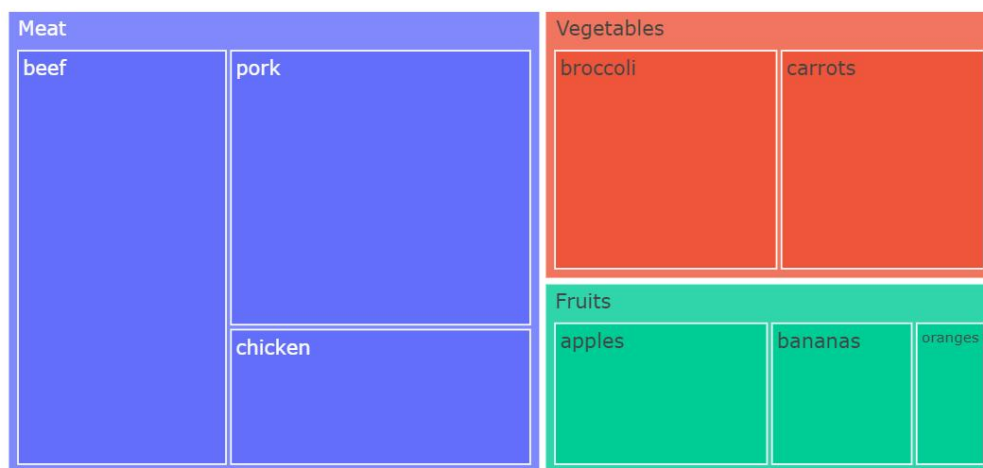 Meat
beef
pork
chicken
Vegetables
broccoli
carrots
Fruits
apples
bananas
oranges